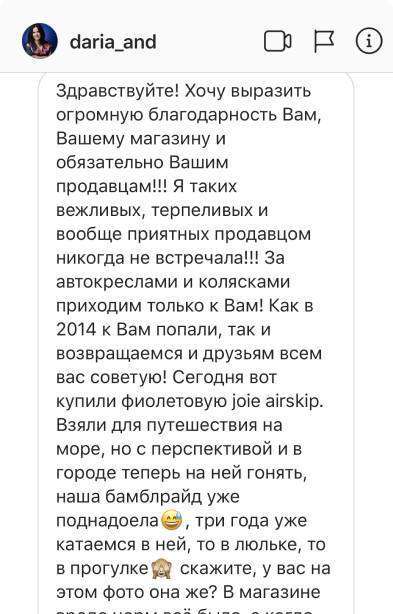 daria_and
Здравствуйте! Хочу выразить
огромную благодарность Вам,
Вашему магазину и
обязательно Вашим
продавцам!!! Я таких
вежливых, терпеливых и
вообще приятных продавцом
никогда не встречала!!! За
автокреслами и колясками
приходим только к Вам! Как в
2014 к Вам попали, так и
возвращаемся и друзьям всем
вас советую! Сегодня вот
купили фиолетовую joie airskip.
Взяли для путешествия на
море, но с перспективой и в
городе теперь на ней гонять,
наша бамблрайд уже
поднадоела😅, три года уже
катаемся в ней, то в люльке, то
в прогулке🙈 скажите, у вас на
этом фото она же? В магазине